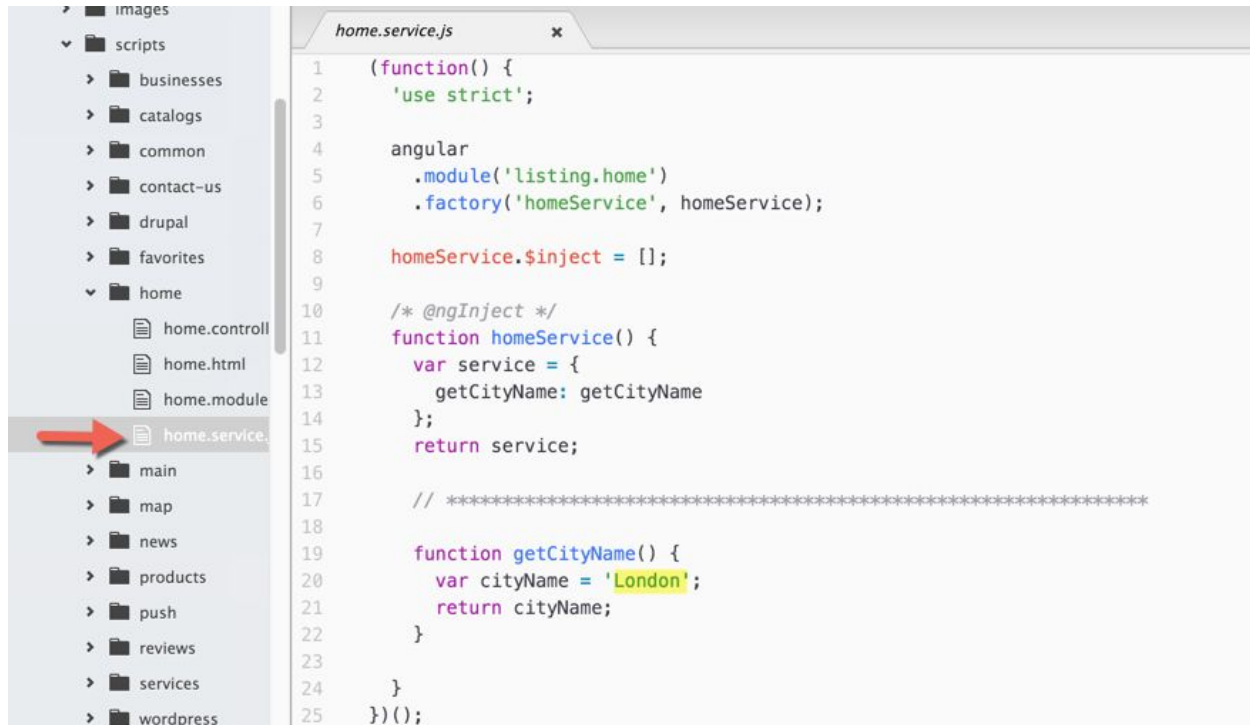 images
scripts
businesses
catalogs
common
contact-us
drupal
favorites
home
home.controll
home.html
home.module
home.service.
main
map
news
products
push
reviews
services
wordpress
home.service.js ×
1 (function() {
2 'use strict';
3
4 angular
5 .module('listing.home')
6 .factory('homeService', homeService);
7
8 homeService.$inject = [];
9
10 /* @ngInject */
11 function homeService() {
12 var service = {
13 getCityName: getCityName
14 };
15 return service;
16
17 // **************************************************************
18
19 function getCityName() {
20 var cityName = 'London';
21 return cityName;
22 }
23
24 }
25 })();